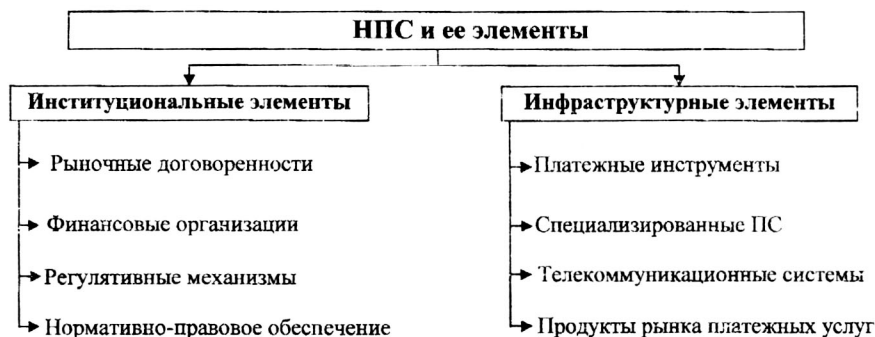 НПС и ее элементы
Институциональные элементы
Рыночные договоренности
Финансовые организации
Регулятивные механизмы
Нормативно-правовое обеспечение
Инфраструктурные элементы
Платежные инструменты
Специализированные ПС
Телекоммуникационные системы
Продукты рынка платежных услуг